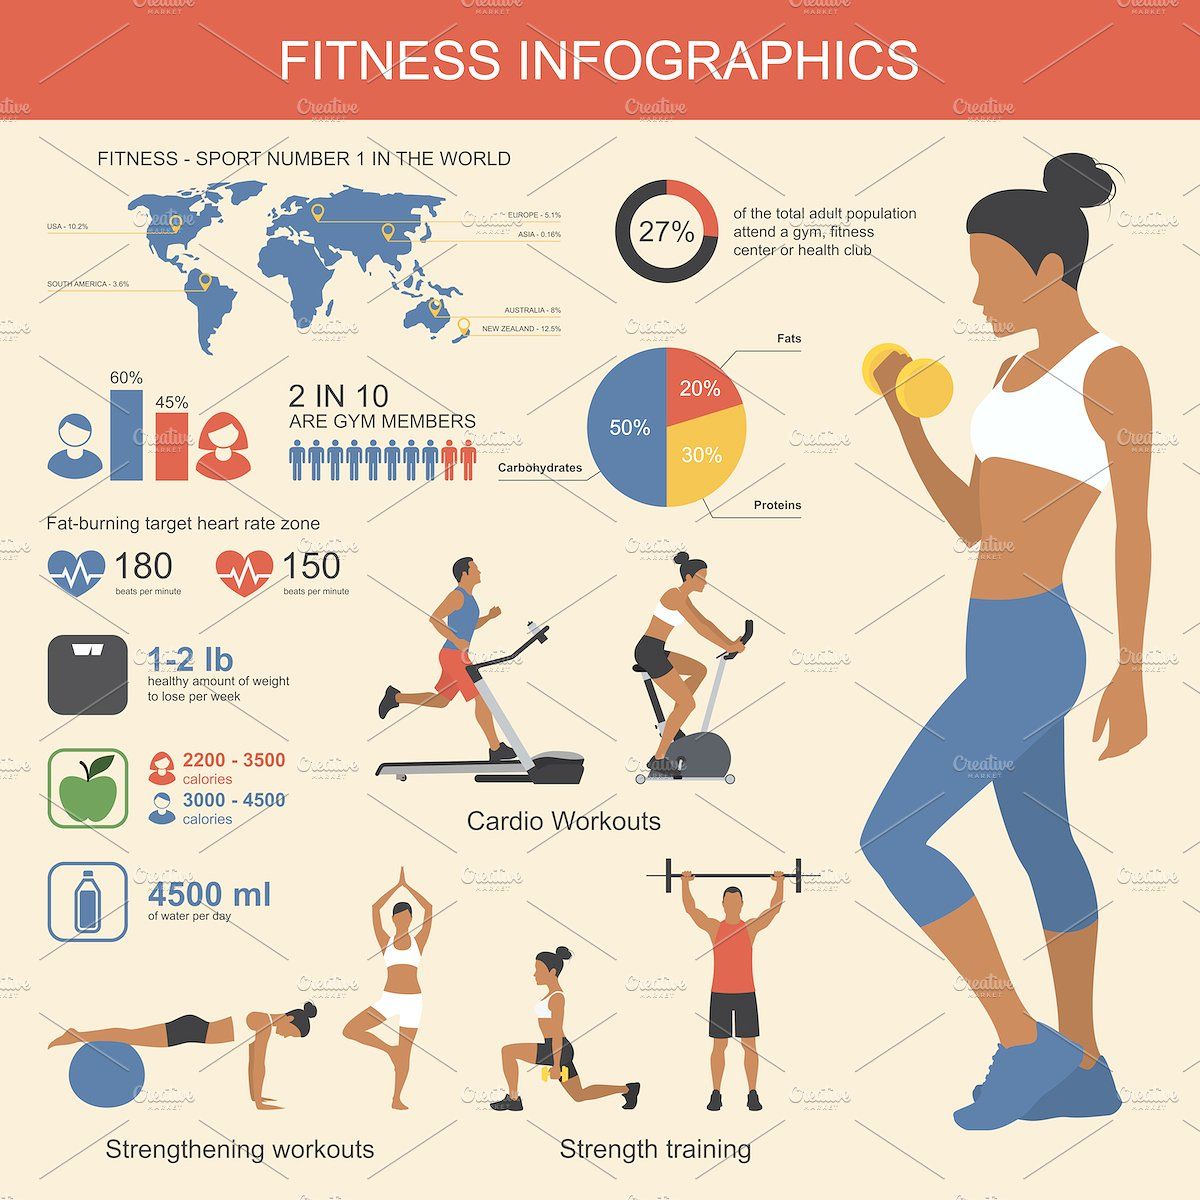 FITNESS INFOGRAPHICS
FITNESS - SPORT NUMBER 1 IN THE WORLD
USA - 10.2%
EUROPE - 5.1%
ASIA - 0.16%
SOUTH AMERICA - 3.6%
AUSTRALIA - 8%
NEW ZEALAND - 12.5%
27%
of the total adult population
attend a gym, fitness
center or health club
60%
45%
2 IN 10
ARE GYM MEMBERS
Fats
20%
50%
30%
Carbohydrates
Proteins
Fat-burning target heart rate zone
180
beats per minute
150
beats per minute
1-2 lb
healthy amount of weight
to lose per week
2200 - 3500
calories
3000 - 4500
calories
4500 ml
of water per day
Cardio Workouts
Strengthening workouts
Strength training
Creative
MARKET